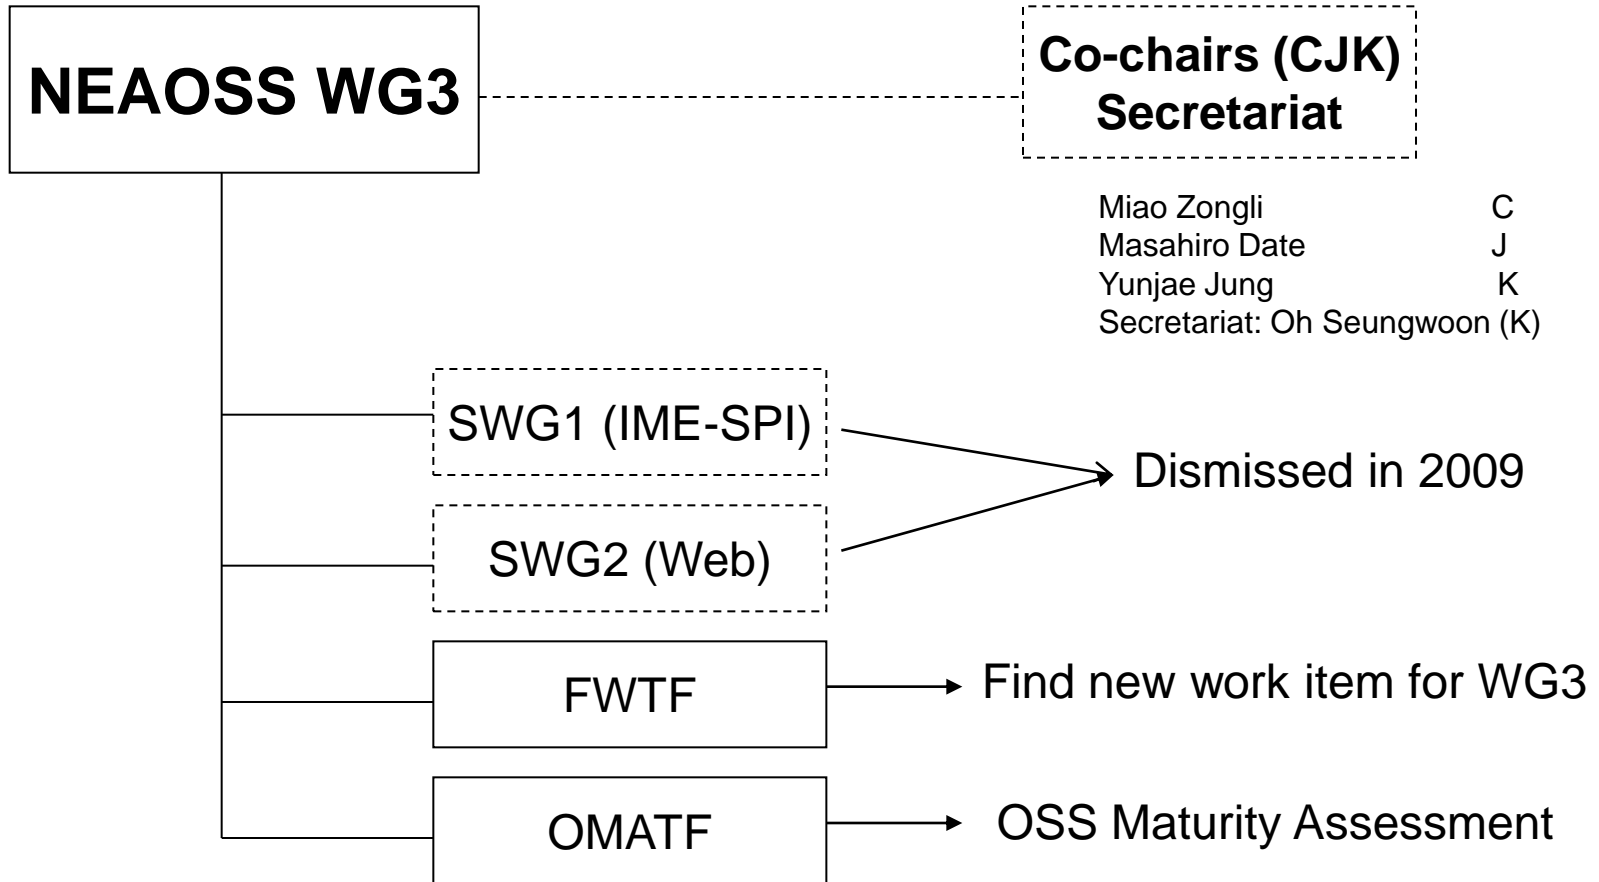 NEAOSS WG3
Co-chairs (CJK)
Secretariat
Miao Zongli C
Masahiro Date J
Yunjae Jung K
Secretariat: Oh Seungwoon (K)
SWG1 (IME-SPI)
Dismissed in 2009
SWG2 (Web)
FWTF
Find new work item for WG3
OMATF
OSS Maturity Assessment